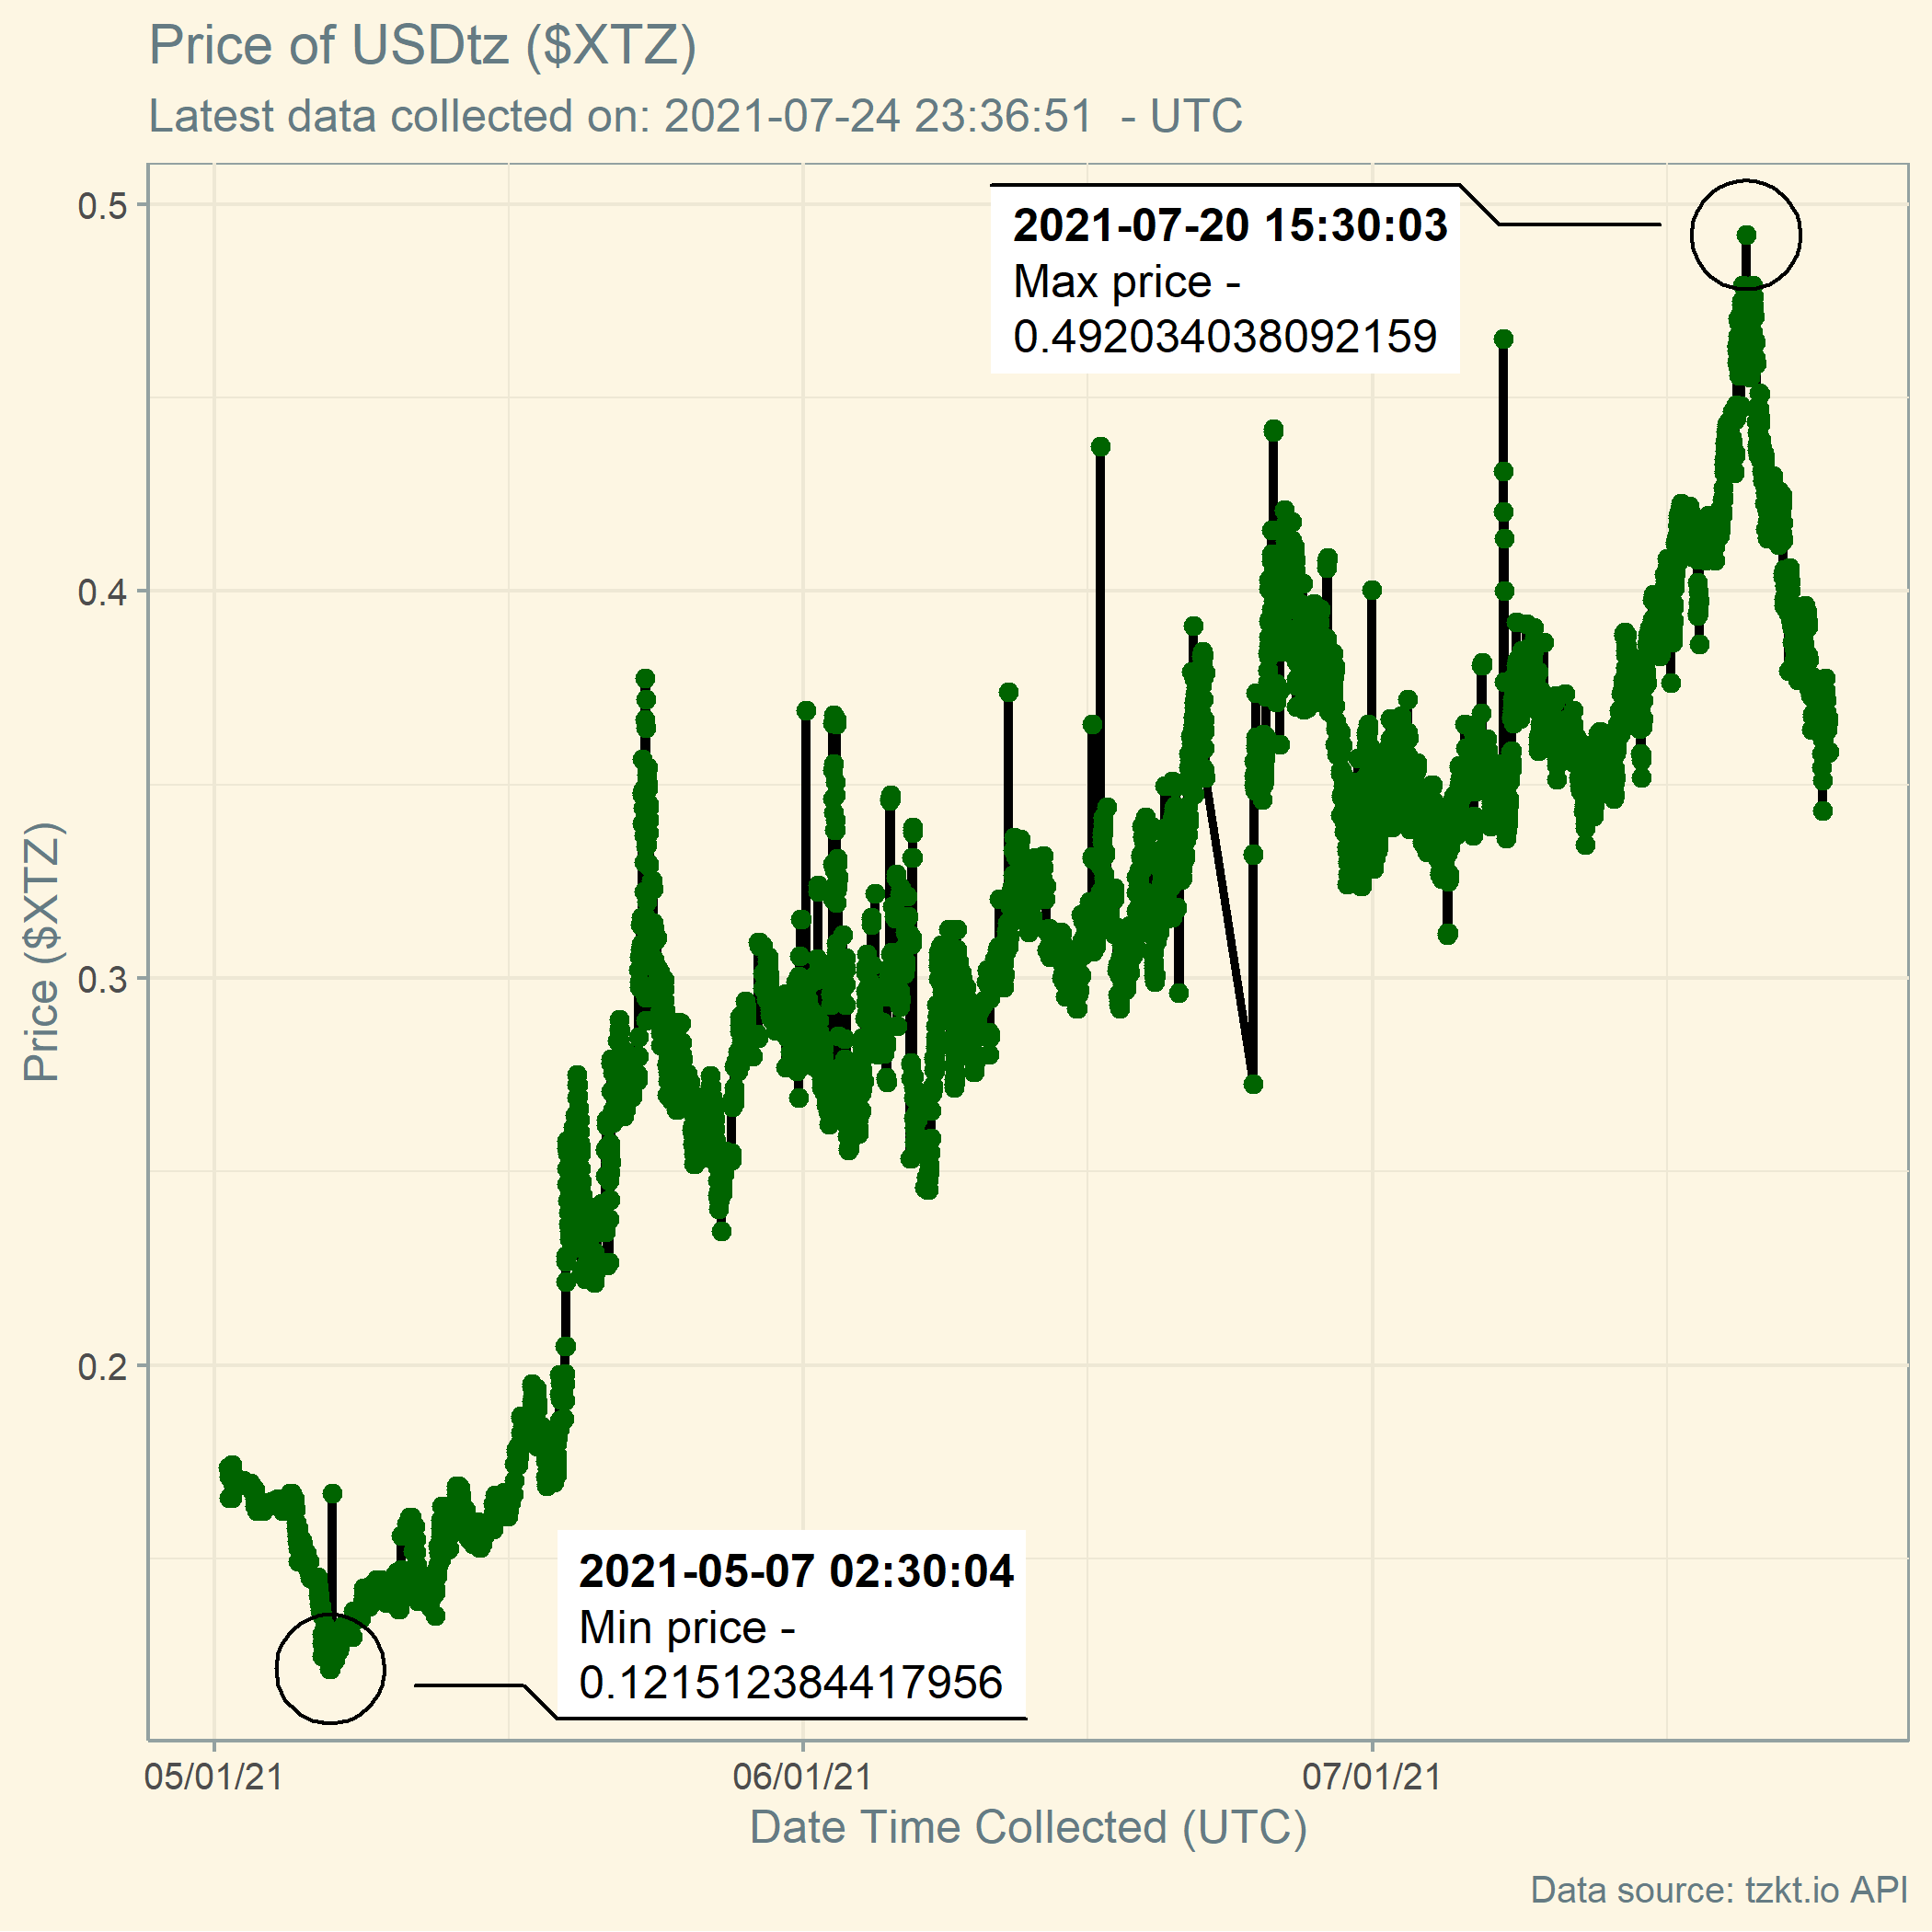 Price of USDtz ($XTZ)
Latest data collected on: 2021-07-24 23:36:51  - UTC
0.5
0.4
0.3
0.2
Price ($XTZ)
2021-07-20 15:30:03
Max price -
0.492034038092159
2021-05-07 02:30:04
Min price -
0.121512384417956
05/01/21
06/01/21
07/01/21
Date Time Collected (UTC)
Data source: tzkt.io API